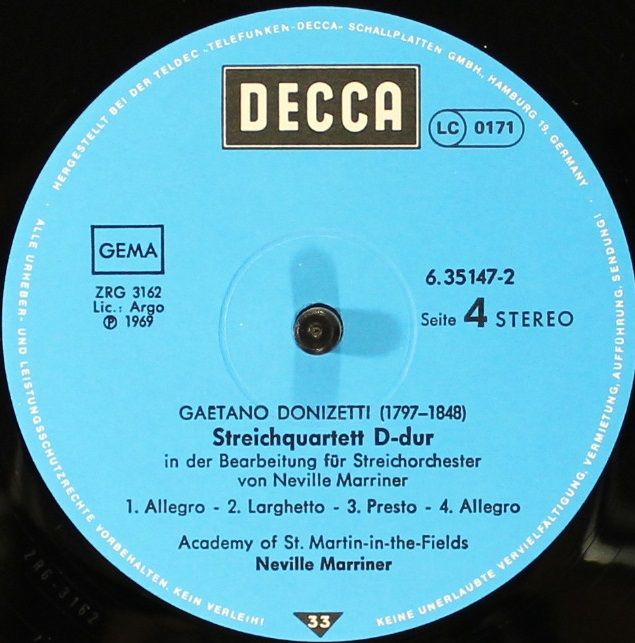 HERGESTELLT BEI DER TELDEC „TELEFUNKEN-DECCA“ SCHALLPLATTEN GMBH, HAMBURG 19, GERMANY
DECCA
LC 0171
GEMA
ZRG 3162
Lic.: Argo
Ⓟ 1969
6.35147-2
Seite 4 STEREO
GAETANO DONIZETTI (1797–1848)
Streichquartett D-dur
in der Bearbeitung für Streichorchester
von Neville Marriner
1. Allegro - 2. Larghetto - 3. Presto - 4. Allegro
Academy of St. Martin-in-the-Fields
Neville Marriner
33
ALLE URHEBER- UND LEISTUNGSSCHUTZRECHTE VORBEHALTEN. KEIN VERLEIH!
KEINE UNERLAUBTE VERVIELFÄLTIGUNG, VERMIETUNG, AUFFÜHRUNG, SENDUNG!
ZRG-3162